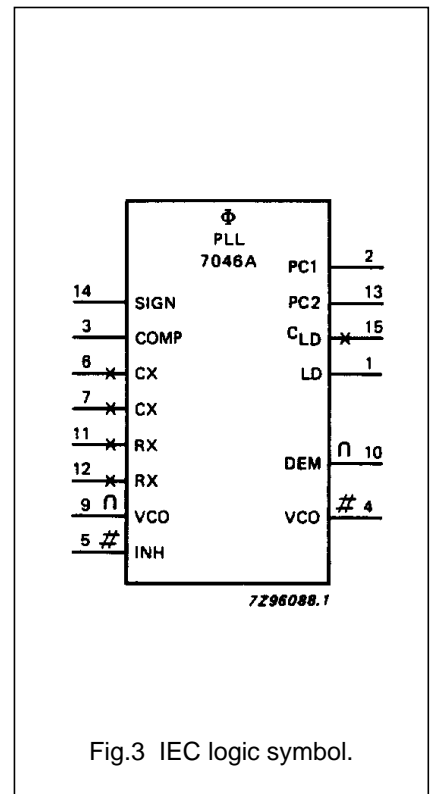 Φ
PLL
7046A
PC1 2
14 SIGN
PC2 13
3 COMP
CLD 15
6 CX
LD 1
7 CX
11 RX
DEM ∩ 10
12 RX
9 ∩ VCO
VCO # 4
5 # INH
7Z96088.1
Fig.3 IEC logic symbol.